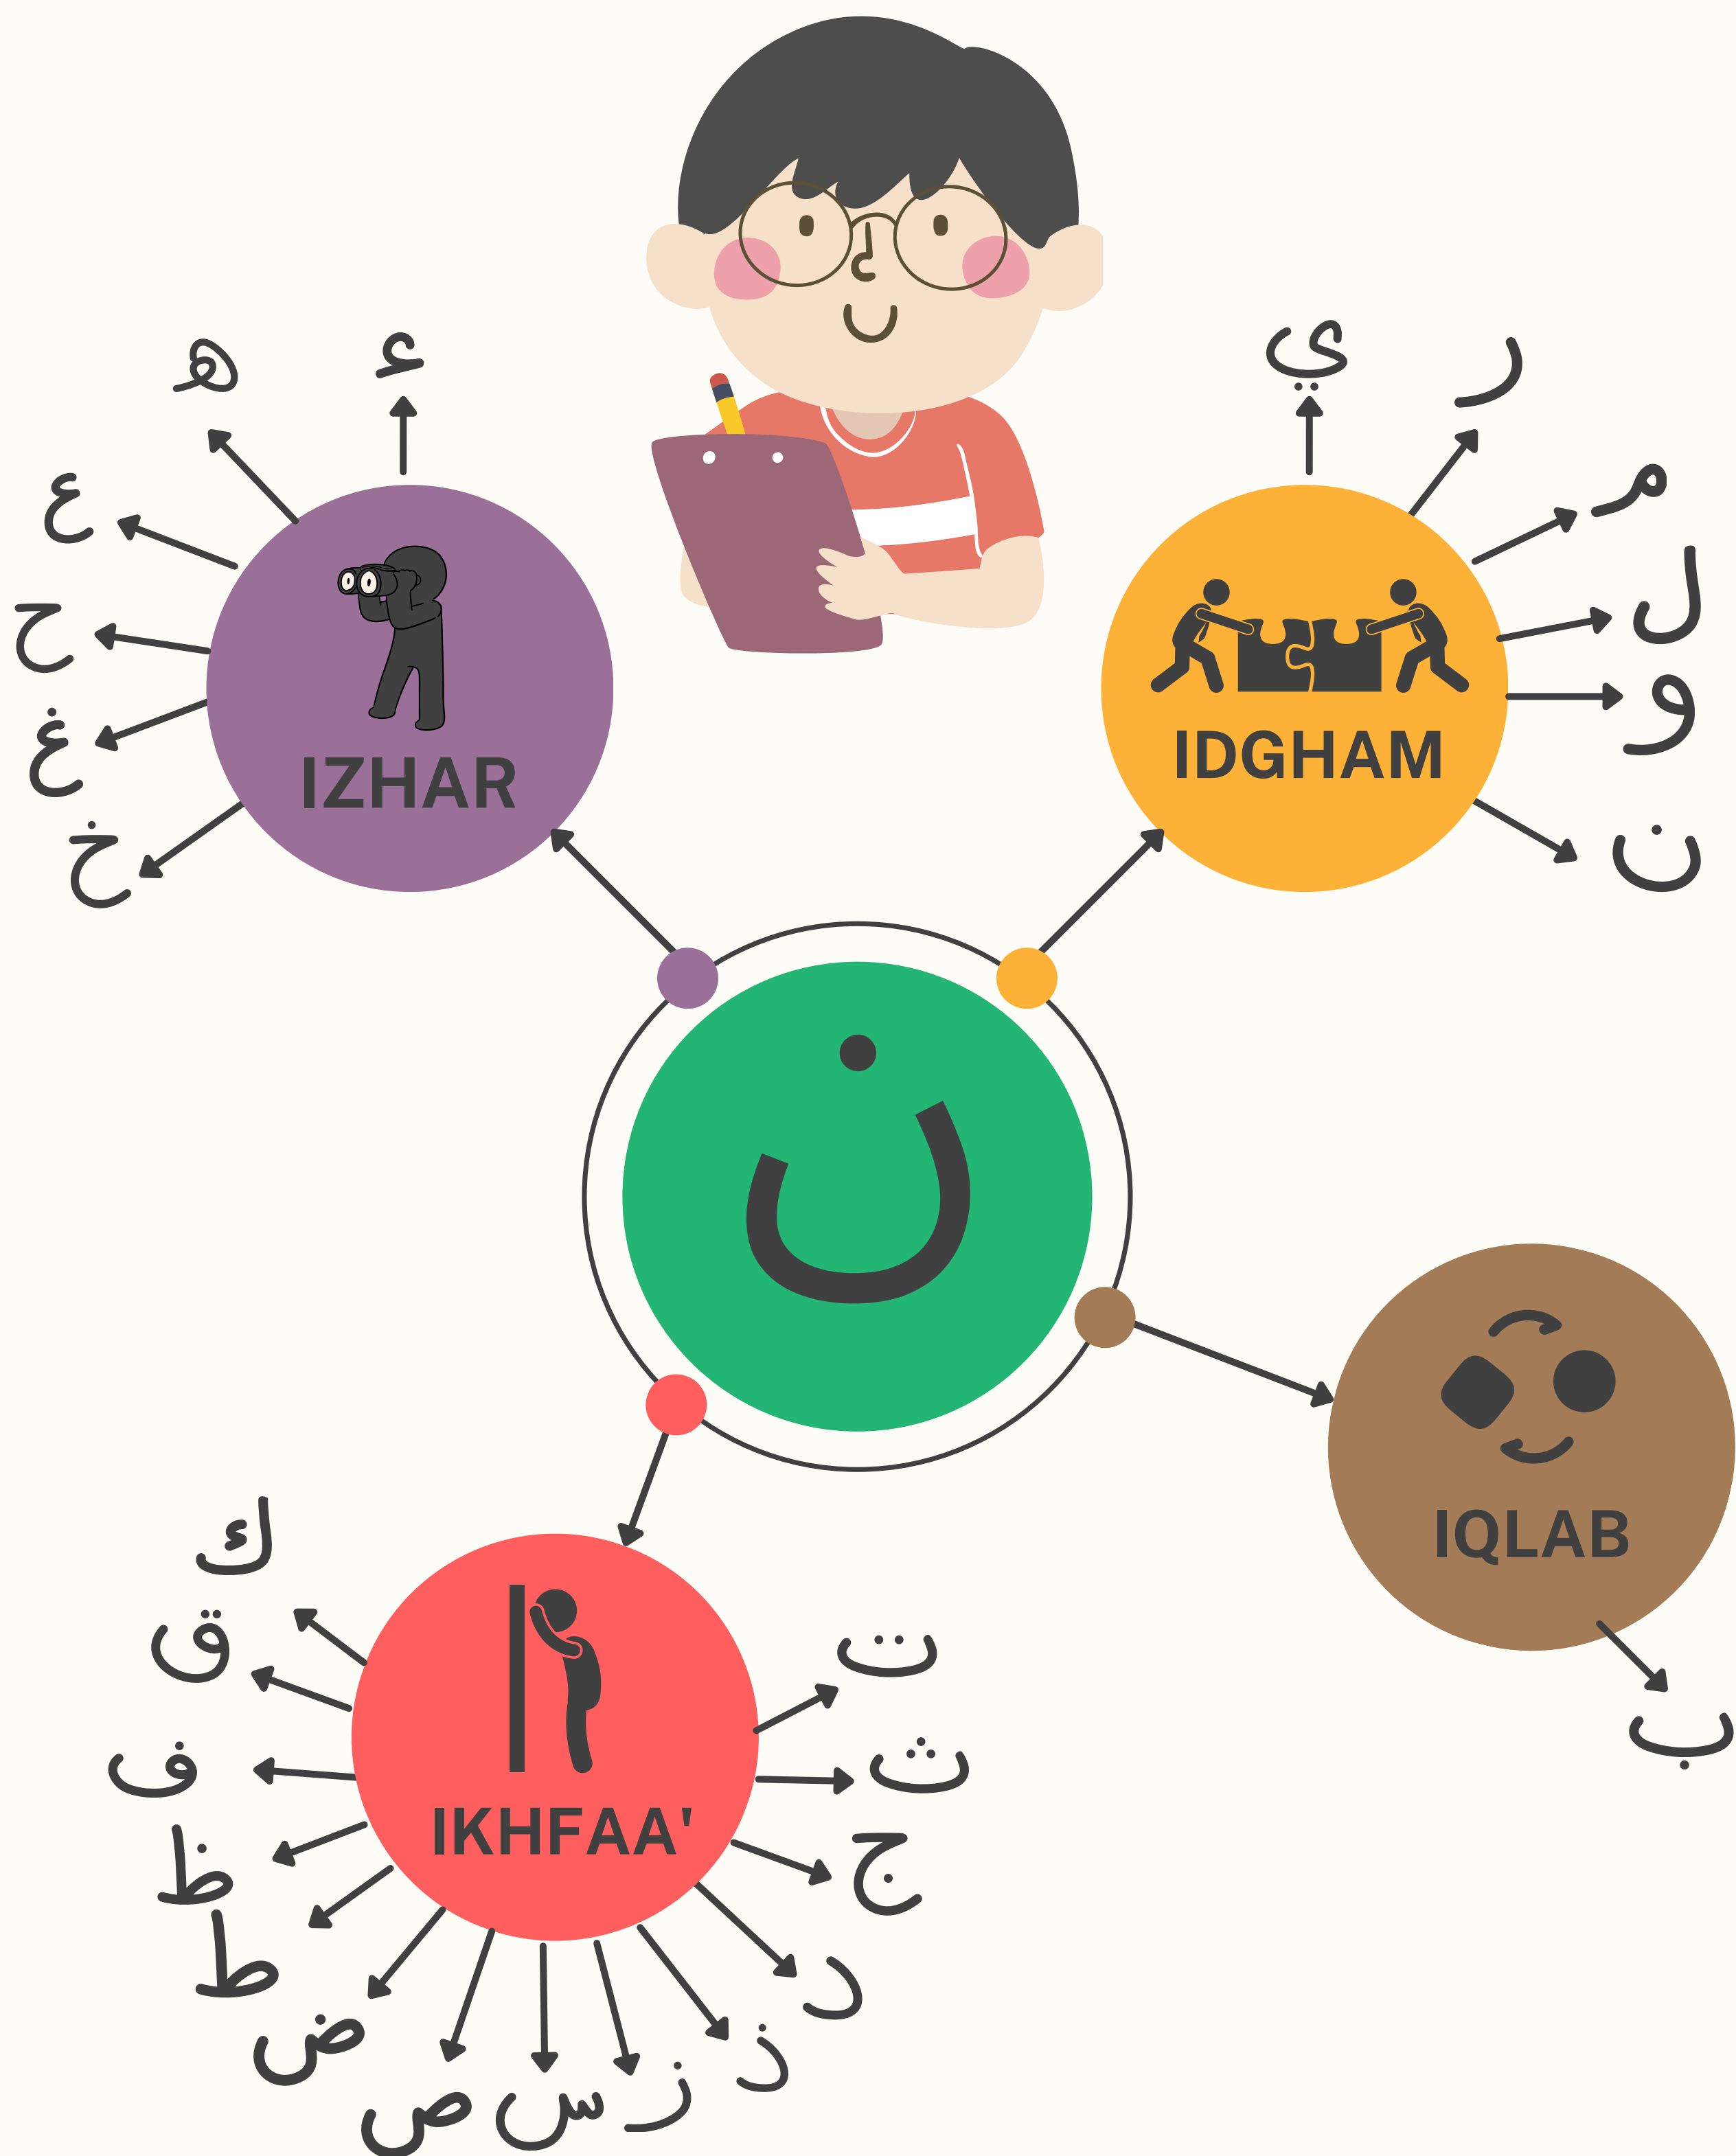 ه
ء
ع
ح
غ
خ
IZHAR
ي
ر
م
ل
و
ن
IDGHAM
ن
IQLAB
ب
ك
ق
ف
ظ
ط
ض
ص
س
ز
ذ
د
ج
ث
ت
IKHFAA'